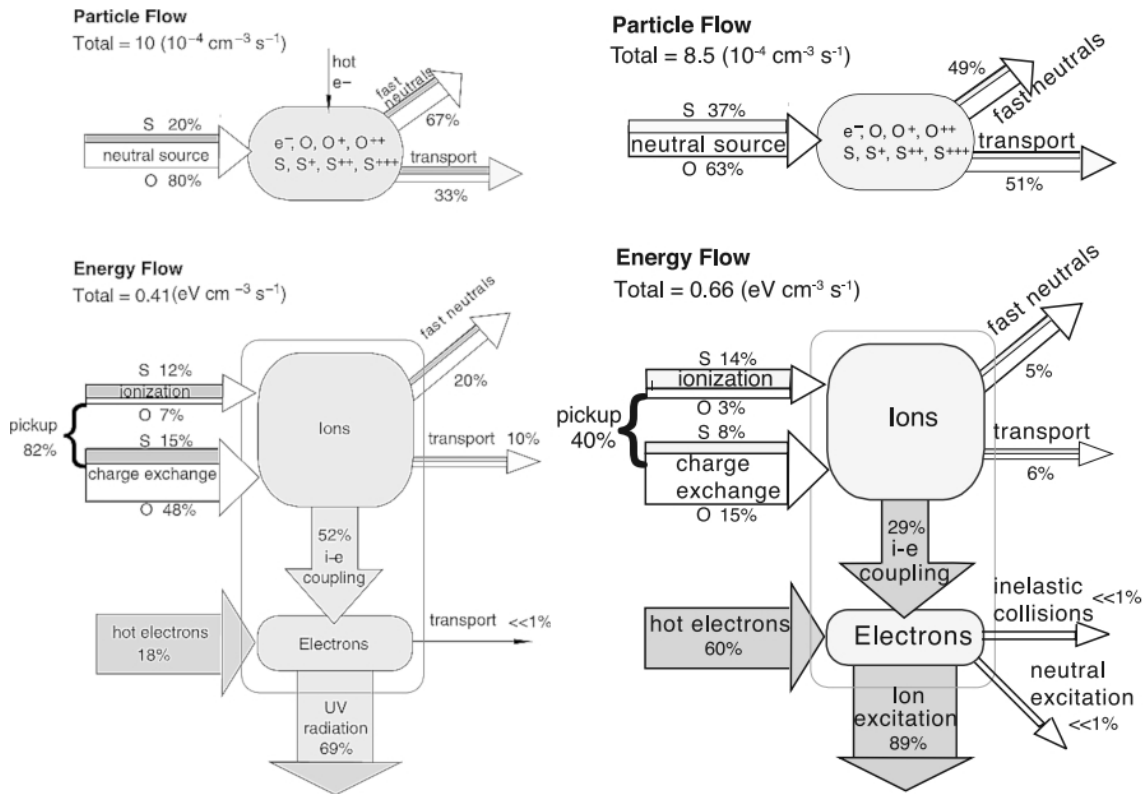 Particle Flow
Total = 10 (10⁻⁴ cm⁻³ s⁻¹)
hot
e−
fast
neutrals
67%
S 20%
neutral source
O 80%
e⁻, O, O⁺, O⁺⁺
S, S⁺, S⁺⁺, S⁺⁺⁺
transport
33%
Energy Flow
Total = 0.41 (eV cm ⁻³ s⁻¹)
fast neutrals
20%
S 12%
ionization
O 7%
pickup
82%
S 15%
charge exchange
O 48%
Ions
transport 10%
52%
i-e
coupling
hot electrons
18%
Electrons
transport <<1%
UV
radiation
69%
Particle Flow
Total = 8.5 (10⁻⁴ cm⁻³ s⁻¹)
49%
fast neutrals
S 37%
neutral source
O 63%
e⁻, O, O⁺, O⁺⁺
S, S⁺, S⁺⁺, S⁺⁺⁺
transport
51%
Energy Flow
Total = 0.66 (eV cm⁻³ s⁻¹)
fast neutrals
5%
S 14%
ionization
O 3%
pickup
40%
S 8%
charge
exchange
O 15%
Ions
transport
6%
29%
i-e
coupling
hot electrons
60%
Electrons
inelastic
collisions <<1%
neutral
excitation
<<1%
Ion
excitation
89%